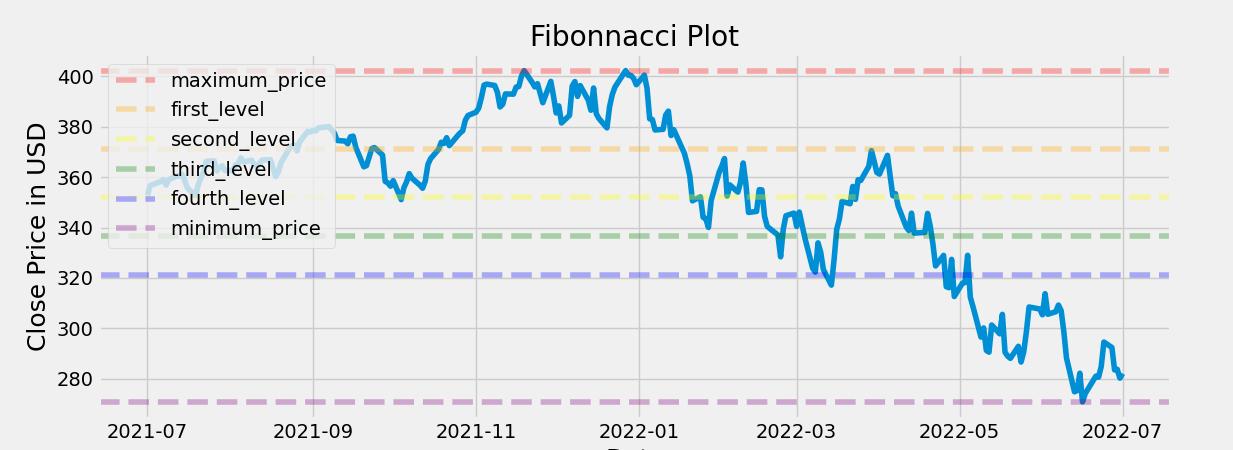 Fibonnacci Plot
Close Price in USD
400
380
360
340
320
300
280
maximum_price
first_level
second_level
third_level
fourth_level
minimum_price
2021-07 2021-09 2021-11 2022-01 2022-03 2022-05 2022-07